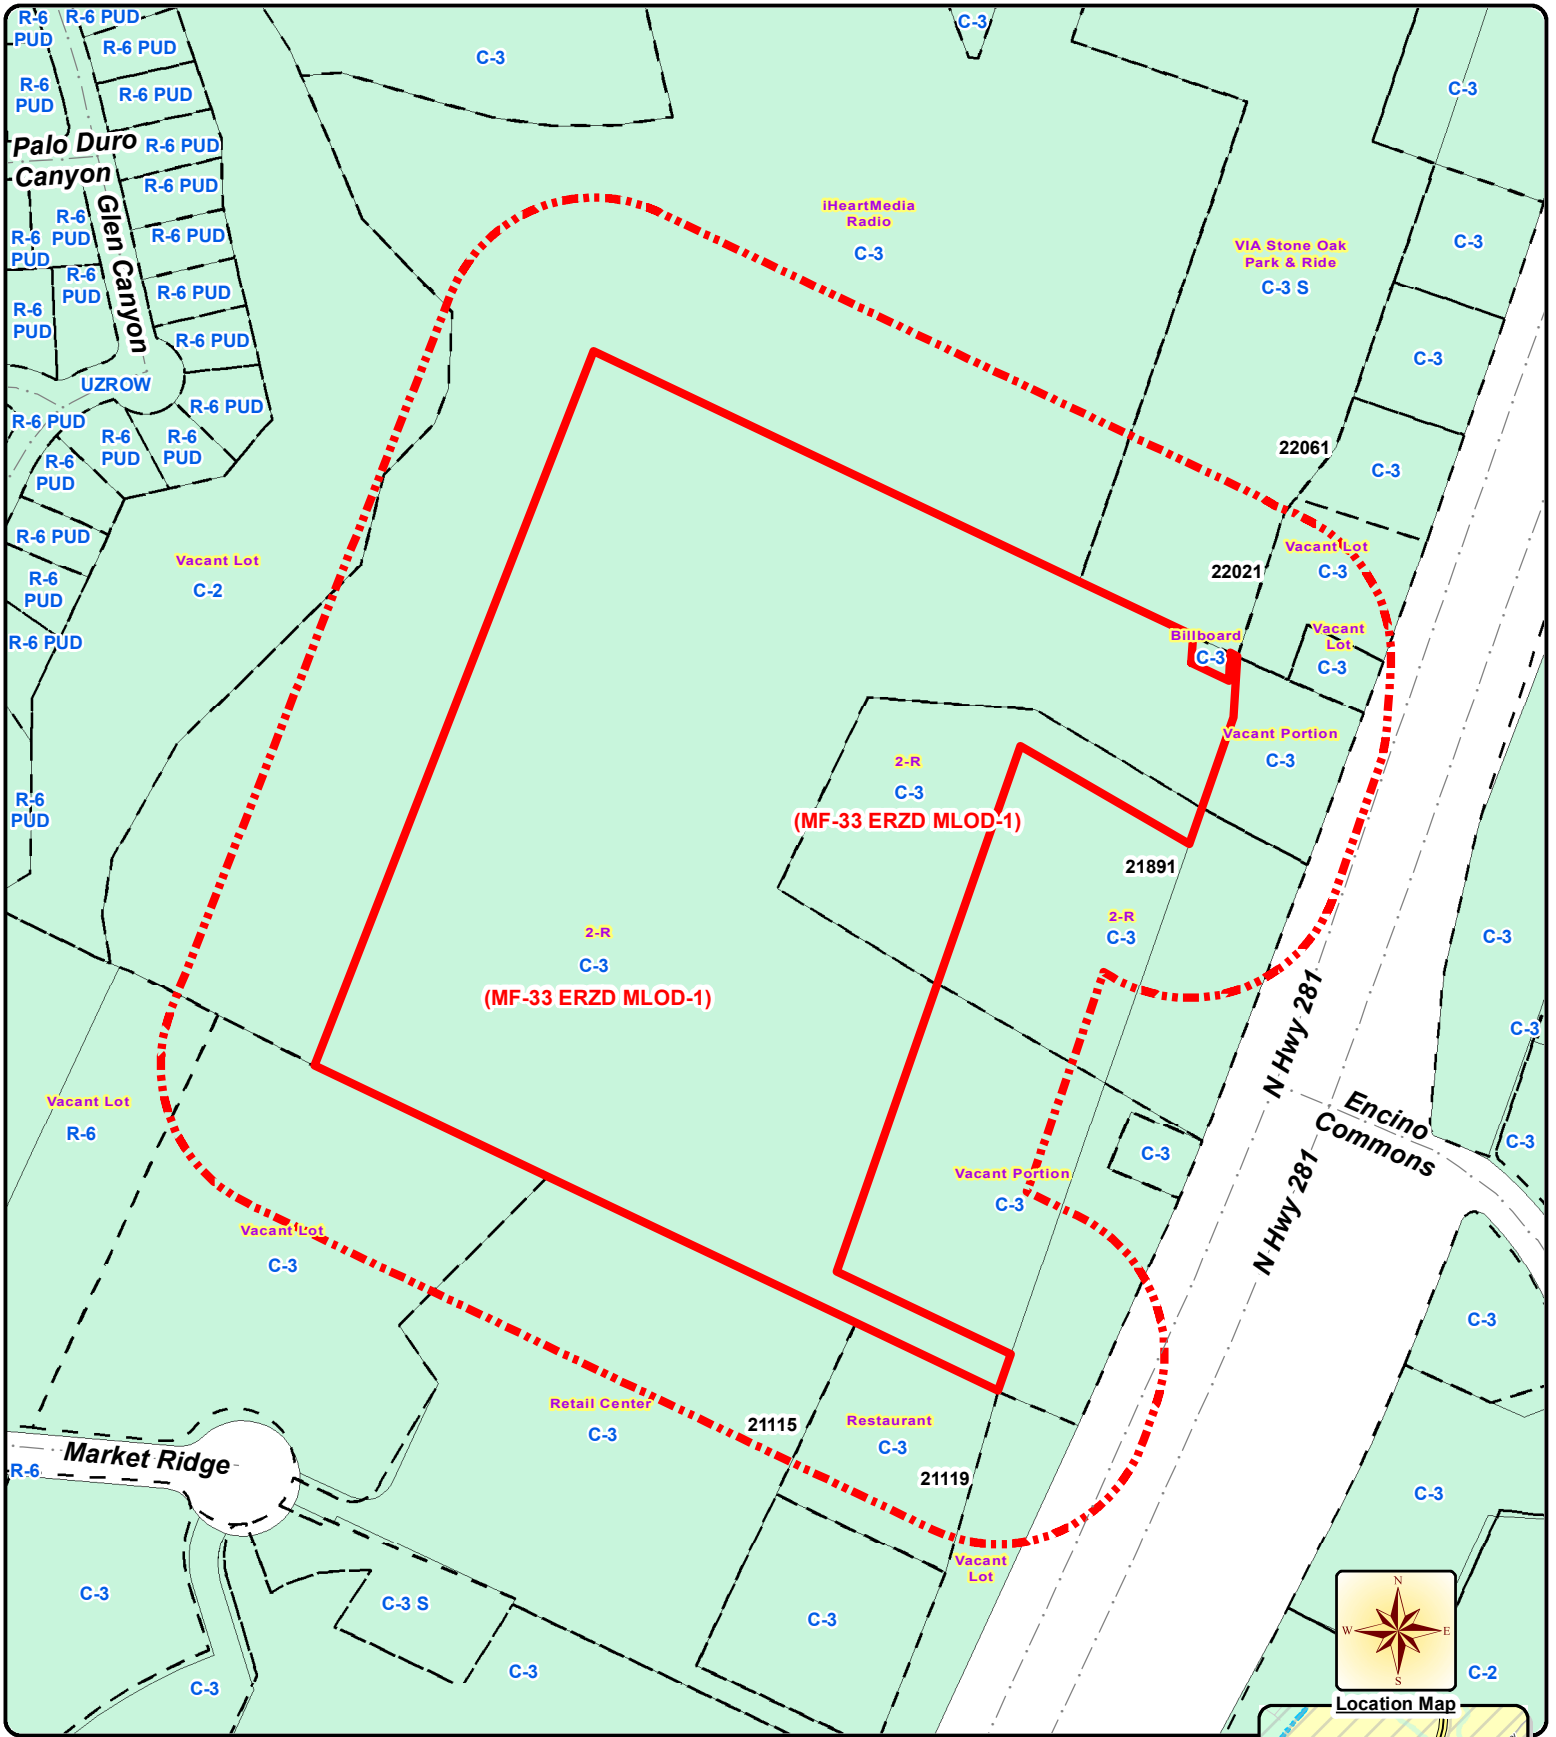 R-6
PUD
R-6 PUD
R-6 PUD
C-3
C-3
R-6
PUD
R-6 PUD
C-3
Palo Duro
Canyon
R-6 PUD
R-6 PUD
Glen Canyon
R-6
PUD
R-6
PUD
R-6 PUD
iHeartMedia
Radio
C-3
VIA Stone Oak
Park & Ride
C-3 S
C-3
R-6
PUD
R-6 PUD
R-6
PUD
R-6 PUD
C-3
UZROW
R-6 PUD
R-6 PUD
R-6
PUD
R-6
PUD
R-6
PUD
22061
C-3
R-6 PUD
Vacant Lot
C-2
R-6
PUD
Vacant Lot
C-3
22021
R-6 PUD
Billboard
C-3
Vacant
Lot
C-3
Vacant Portion
C-3
R-6
PUD
2-R
C-3
(MF-33 ERZD MLOD-1)
21891
2-R
C-3
2-R
C-3
(MF-33 ERZD MLOD-1)
C-3
N Hwy 281
C-3
Vacant Lot
R-6
Encino
Commons
C-3
C-3
N Hwy 281
Vacant Portion
C-3
Vacant Lot
C-3
C-3
Retail Center
C-3
21115
Restaurant
C-3
21119
Market Ridge
R-6
C-3
Vacant
Lot
C-3
C-3 S
C-3
C-3
C-3
N
W
E
S
C-2
Location Map